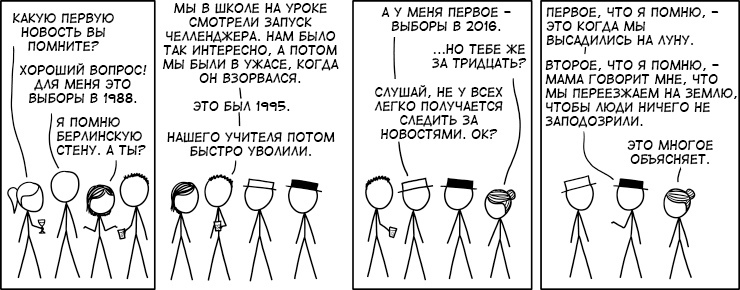 КАКУЮ ПЕРВУЮ
НОВОСТЬ ВЫ
ПОМНИТЕ?
ХОРОШИЙ ВОПРОС!
ДЛЯ МЕНЯ ЭТО
ВЫБОРЫ В 1988.
Я ПОМНЮ
БЕРЛИНСКУЮ
СТЕНУ. А ТЫ?
МЫ В ШКОЛЕ НА УРОКЕ
СМОТРЕЛИ ЗАПУСК
ЧЕЛЛЕНДЖЕРА. НАМ БЫЛО
ТАК ИНТЕРЕСНО, А ПОТОМ
МЫ БЫЛИ В УЖАСЕ, КОГДА
ОН ВЗОРВАЛСЯ.
ЭТО БЫЛ 1995.
НАШЕГО УЧИТЕЛЯ ПОТОМ
БЫСТРО УВОЛИЛИ.
А У МЕНЯ ПЕРВОЕ –
ВЫБОРЫ В 2016.
...НО ТЕБЕ ЖЕ
ЗА ТРИДЦАТЬ?
СЛУШАЙ, НЕ У ВСЕХ
ЛЕГКО ПОЛУЧАЕТСЯ
СЛЕДИТЬ ЗА
НОВОСТЯМИ. ОК?
ПЕРВОЕ, ЧТО Я ПОМНЮ, –
ЭТО КОГДА МЫ
ВЫСАДИЛИСЬ НА ЛУНУ.
ВТОРОЕ, ЧТО Я ПОМНЮ, –
МАМА ГОВОРИТ МНЕ, ЧТО
МЫ ПЕРЕЕЗЖАЕМ НА ЗЕМЛЮ,
ЧТОБЫ ЛЮДИ НИЧЕГО НЕ
ЗАПОДОЗРИЛИ.
ЭТО МНОГОЕ
ОБЪЯСНЯЕТ.